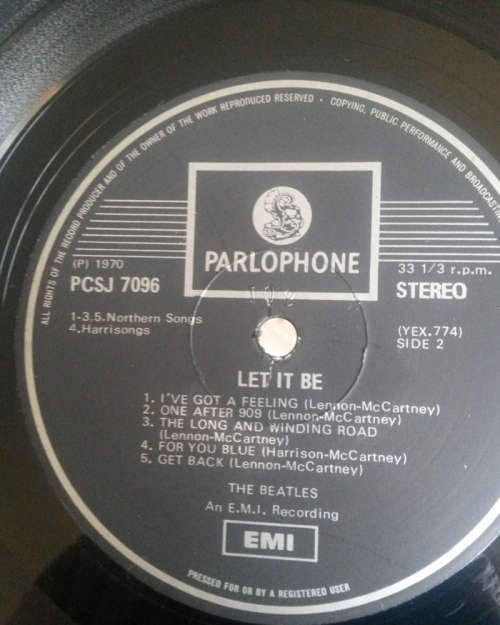 ALL RIGHTS OF THE RECORD PRODUCER AND OF THE OWNER OF THE WORK REPRODUCED RESERVED · COPYING, PUBLIC PERFORMANCE AND BROADCAST
PARLOPHONE
(P) 1970
PCSJ 7096
33 1/3 r.p.m.
STEREO
1-3,5.Northern Songs
4.Harrisongs
(YEX.774)
SIDE 2
LET IT BE
1. I'VE GOT A FEELING (Lennon-McCartney)
2. ONE AFTER 909 (Lennon-McCartney)
3. THE LONG AND WINDING ROAD
(Lennon-McCartney)
4. FOR YOU BLUE (Harrison-McCartney)
5. GET BACK (Lennon-McCartney)
THE BEATLES
An E.M.I. Recording
EMI
PRESSED FOR OR BY A REGISTERED USER